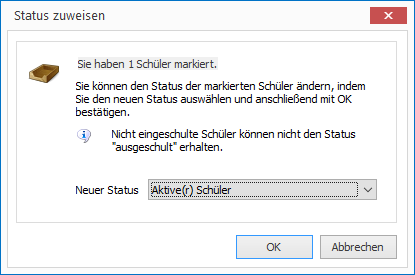 Status zuweisen
Sie haben 1 Schüler markiert.
Sie können den Status der markierten Schüler ändern, indem
Sie den neuen Status auswählen und anschließend mit OK
bestätigen.
Nicht eingeschulte Schüler können nicht den Status
"ausgeschult" erhalten.
Neuer Status Aktive(r) Schüler
OK Abbrechen